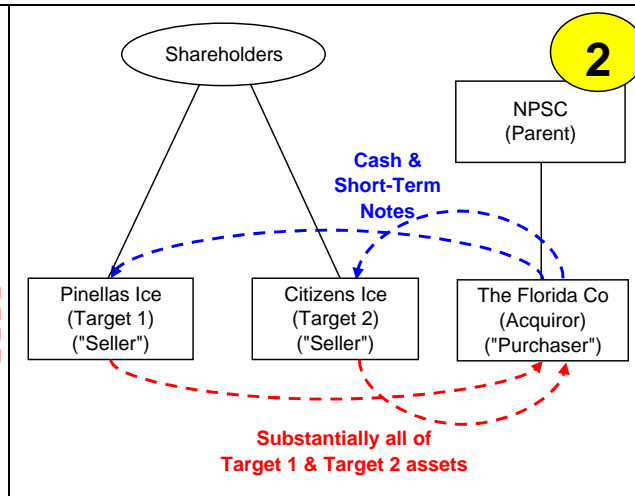 Shareholders
2
NPSC
(Parent)
Cash &
Short-Term
Notes
Pinellas Ice
(Target 1)
("Seller")
Citizens Ice
(Target 2)
("Seller")
The Florida Co
(Acquiror)
("Purchaser")
Substantially all of
Target 1 & Target 2 assets